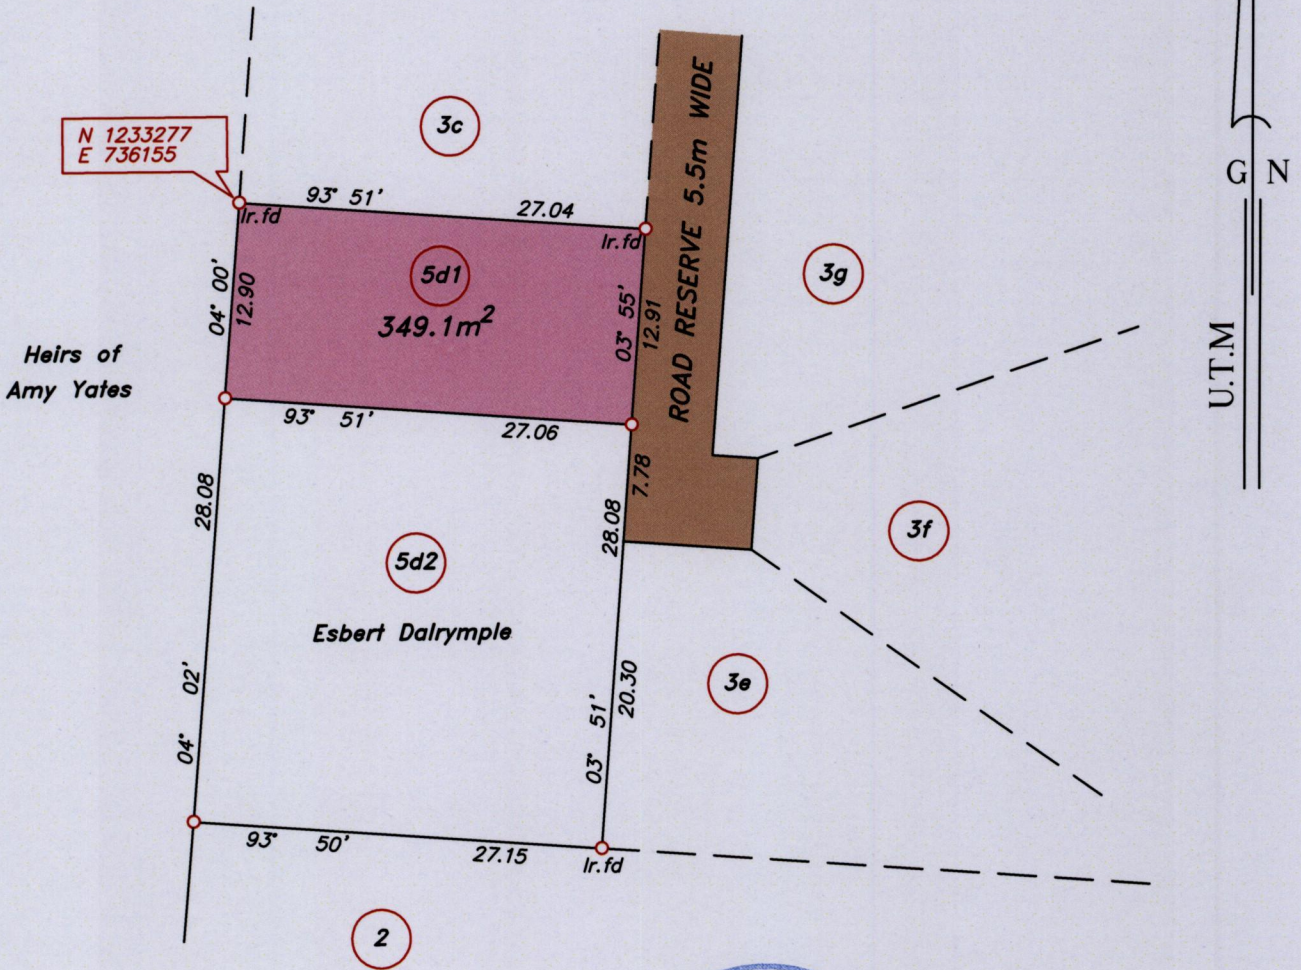 3c
N 1233277
E 736155
93° 51' 27.04
Ir.fd
Ir.fd
5d1
349.1m²
04° 00'
12.90
03° 55'
12.91
ROAD RESERVE 5.5m WIDE
3g
G N
U.T.M
Heirs of
Amy Yates
93° 51' 27.06
7.78
28.08
04° 02'
28.08
5d2
Esbert Dalrymple
3f
3e
03° 51'
20.30
93° 50' 27.15
Ir.fd
2